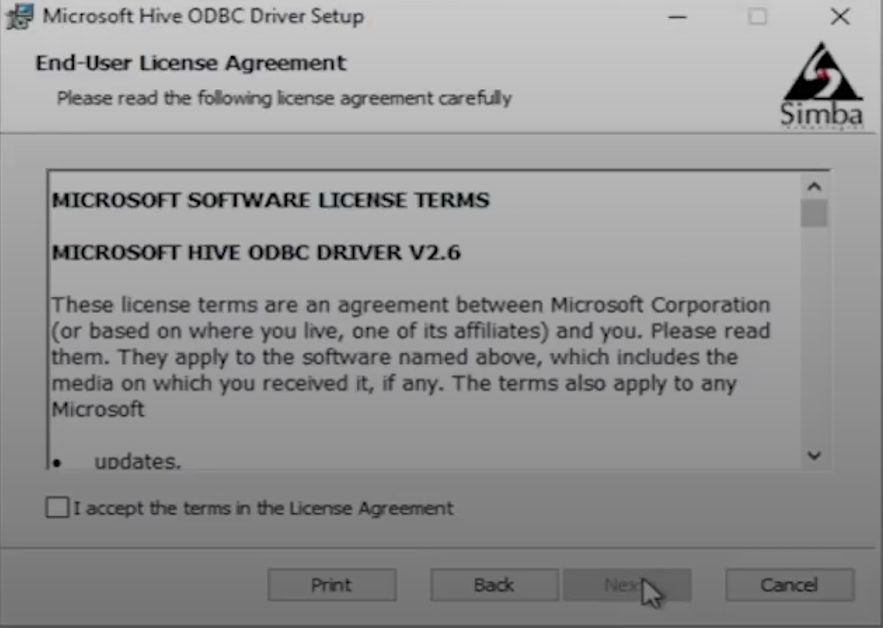 Microsoft Hive ODBC Driver Setup
End-User License Agreement
Please read the following license agreement carefully
Simba
MICROSOFT SOFTWARE LICENSE TERMS
MICROSOFT HIVE ODBC DRIVER V2.6
These license terms are an agreement between Microsoft Corporation
(or based on where you live, one of its affiliates) and you. Please read
them. They apply to the software named above, which includes the
media on which you received it, if any. The terms also apply to any
Microsoft
• updates,
I accept the terms in the License Agreement
Print Back Next Cancel